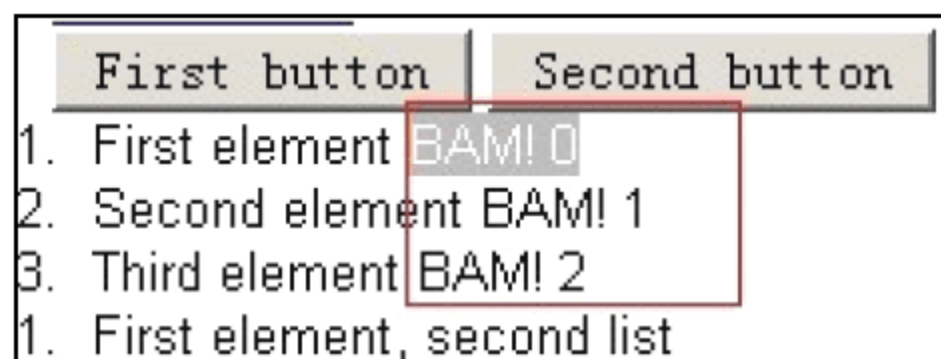 First button Second button
1. First element BAM! 0
2. Second element BAM! 1
3. Third element BAM! 2
1. First element, second list